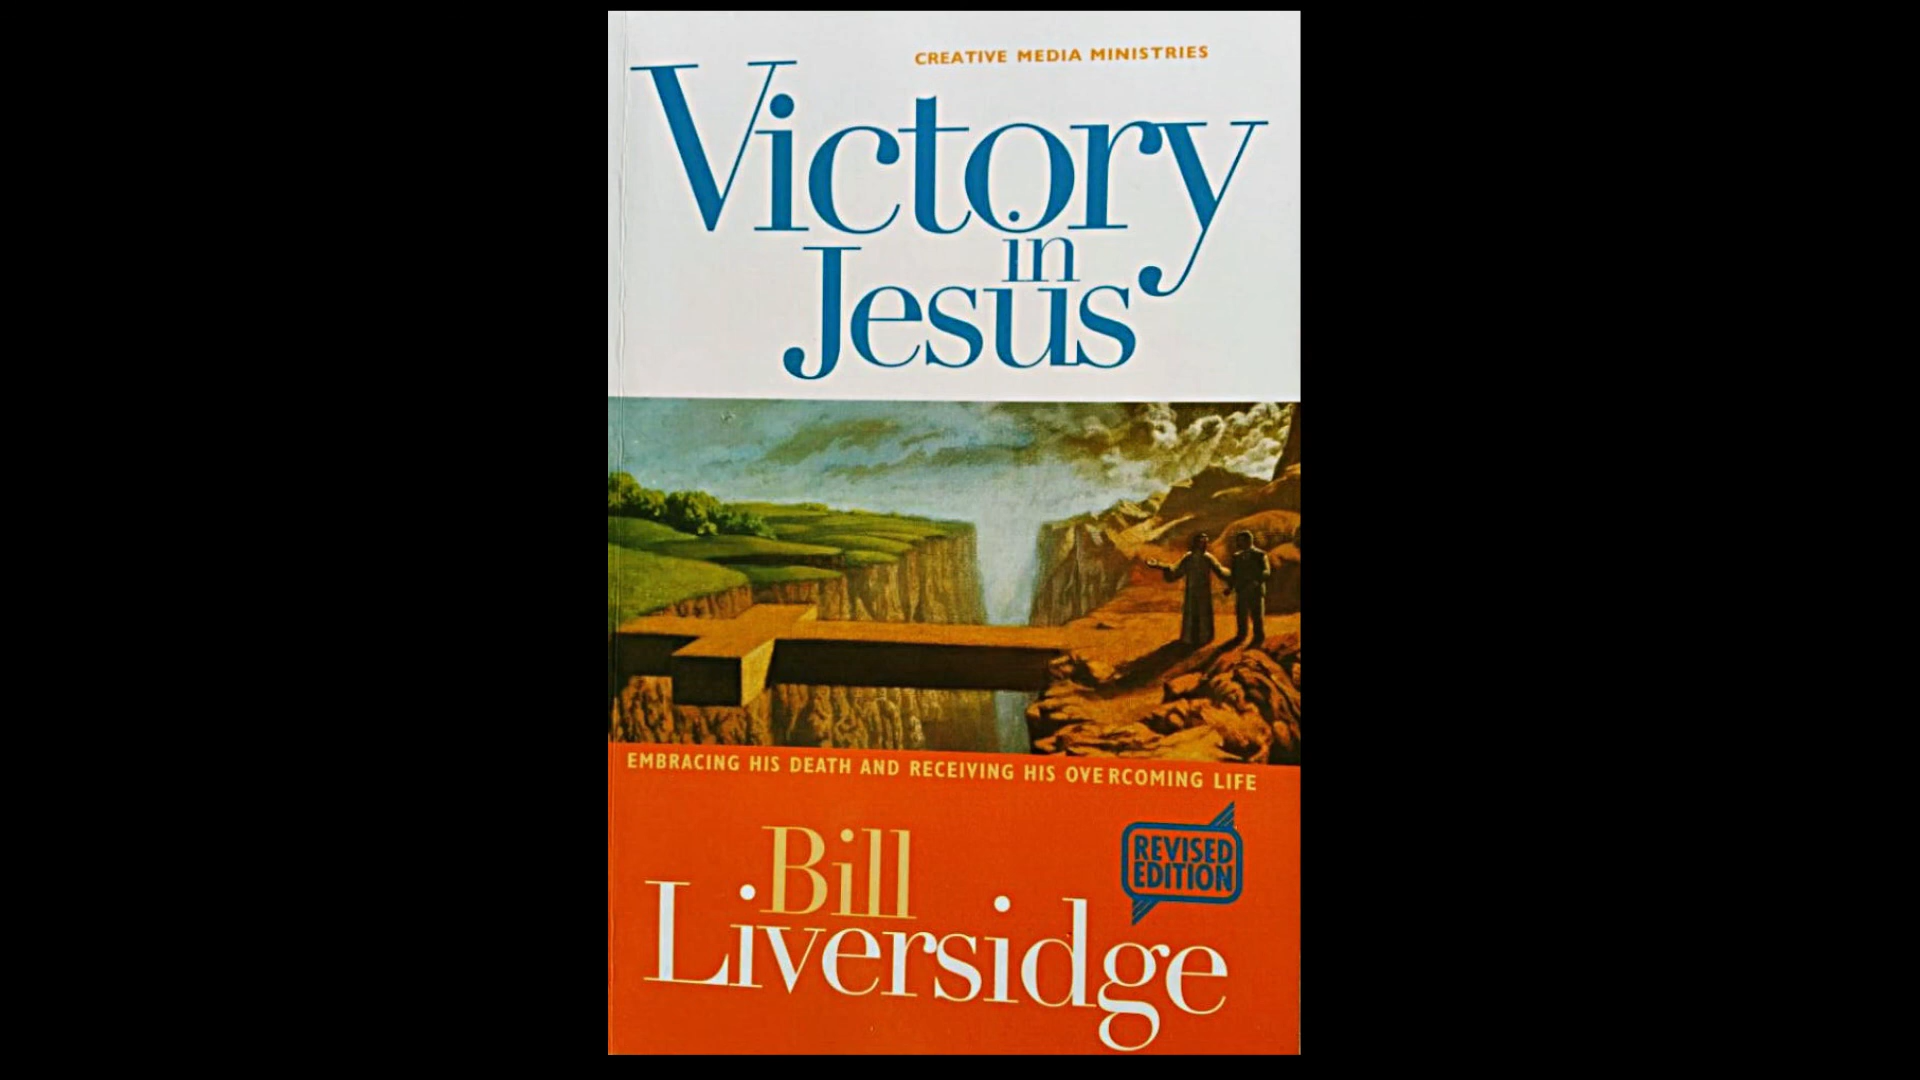 CREATIVE MEDIA MINISTRIES
Victory
in
Jesus
EMBRACING HIS DEATH AND RECEIVING HIS OVERCOMING LIFE
Bill
Liversidge
REVISED
EDITION